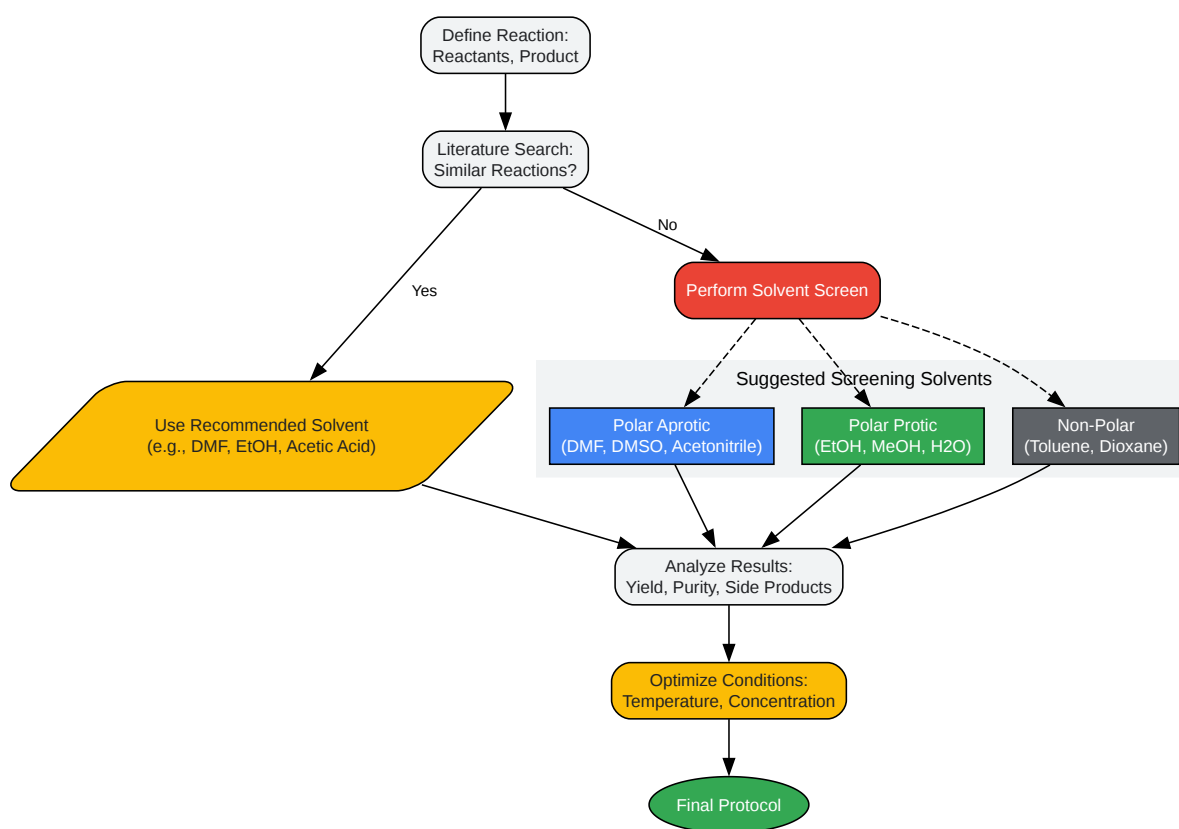 Define Reaction:
Reactants, Product
Literature Search:
Similar Reactions?
No
Yes
Perform Solvent Screen
Suggested Screening Solvents
Use Recommended Solvent
(e.g., DMF, EtOH, Acetic Acid)
Polar Aprotic
(DMF, DMSO, Acetonitrile)
Polar Protic
(EtOH, MeOH, H2O)
Non-Polar
(Toluene, Dioxane)
Analyze Results:
Yield, Purity, Side Products
Optimize Conditions:
Temperature, Concentration
Final Protocol